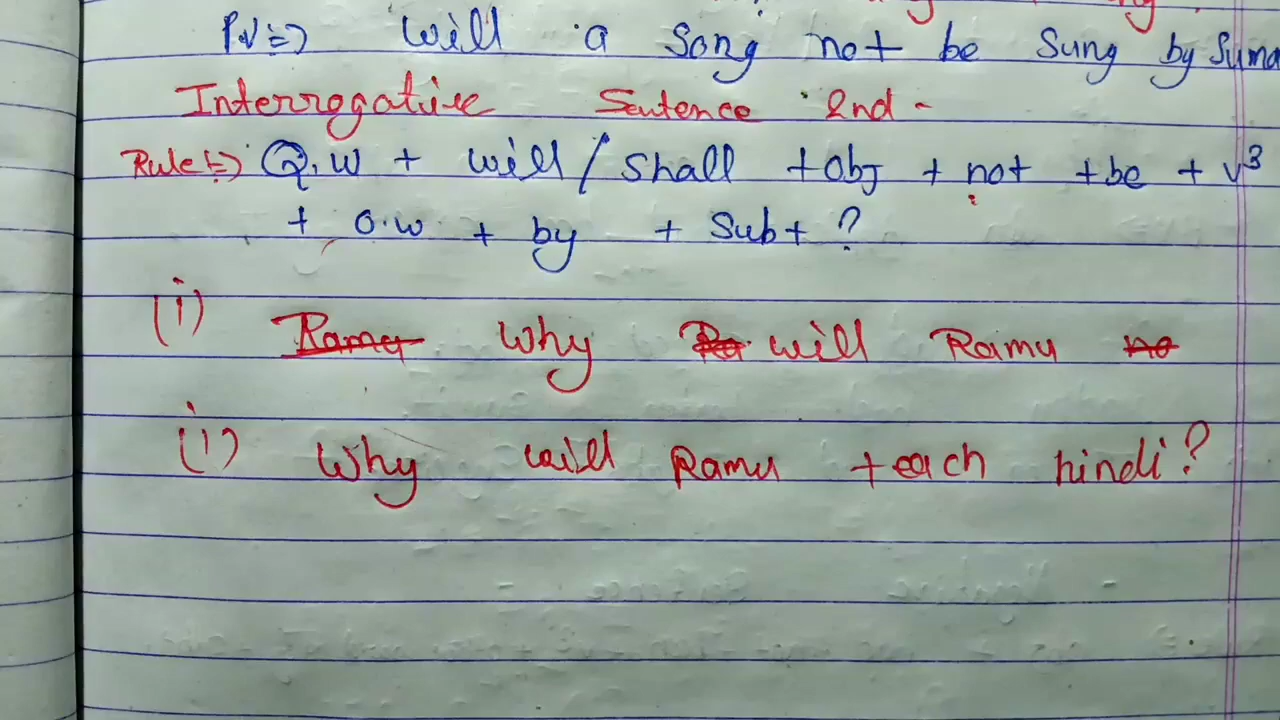 P.V => Will a Song not be Sung by Suma
Interrogative Sentence 2nd -
Rule:=> Q.W + will/Shall + Obj + not + be + V3
+ O.W + by + Sub + ?
(i) Ramu Why Ra will Ramu no
(i) Why will Ramu teach hindi?